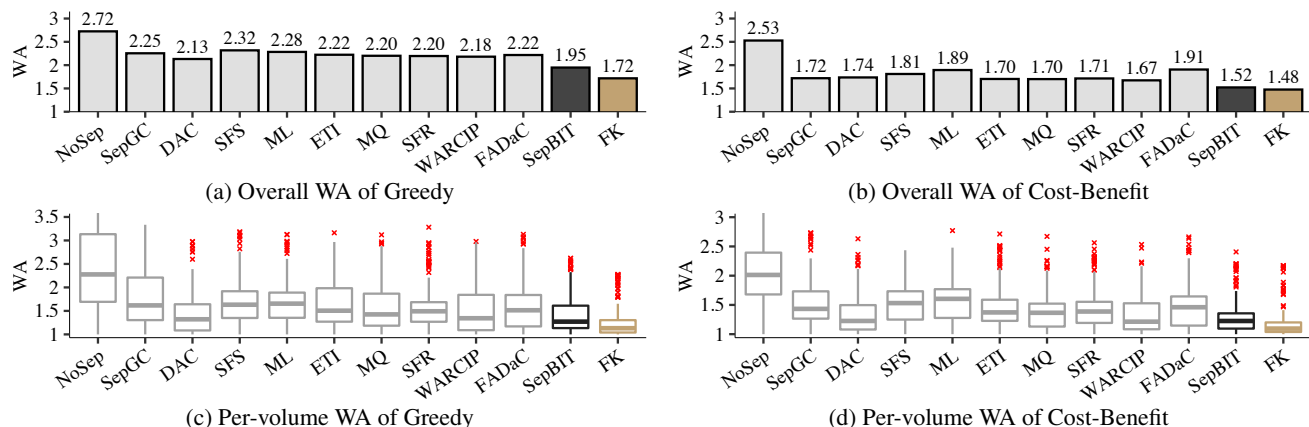 3
2.5
2
1.5
1
WA
2.72 2.25 2.13 2.32 2.28 2.22 2.20 2.20 2.18 2.22 1.95 1.72
NoSep SepGC DAC SFS ML ETI MQ SFR WARCIP FADaC SepBIT FK
(a) Overall WA of Greedy
3
2.5
2
1.5
1
WA
2.53 1.72 1.74 1.81 1.89 1.70 1.70 1.71 1.67 1.91 1.52 1.48
NoSep SepGC DAC SFS ML ETI MQ SFR WARCIP FADaC SepBIT FK
(b) Overall WA of Cost-Benefit
3.5
3
2.5
2
1.5
1
WA
NoSep SepGC DAC SFS ML ETI MQ SFR WARCIP FADaC SepBIT FK
(c) Per-volume WA of Greedy
3
2.5
2
1.5
1
WA
NoSep SepGC DAC SFS ML ETI MQ SFR WARCIP FADaC SepBIT FK
(d) Per-volume WA of Cost-Benefit